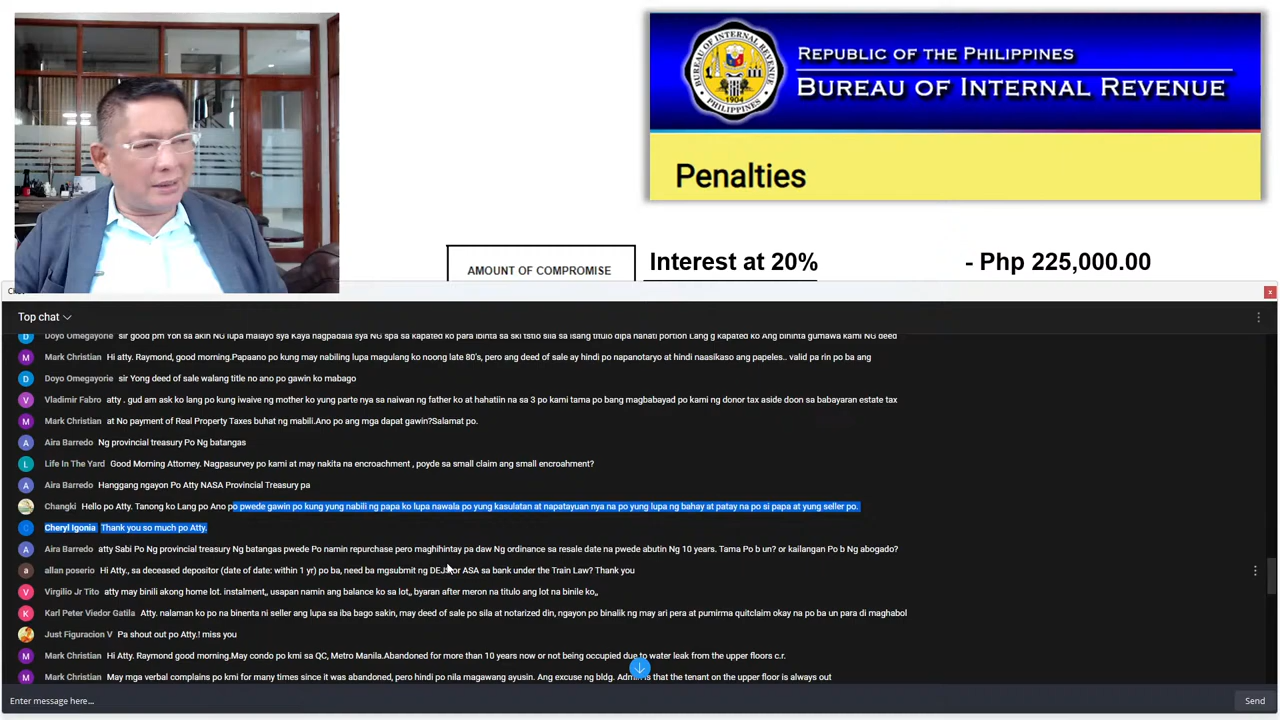 REPUBLIC OF THE PHILIPPINES
BUREAU OF INTERNAL REVENUE
BUREAU OF INTERNAL REVENUE
1904
PHILIPPINES
Penalties
AMOUNT OF COMPROMISE
Interest at 20%
- Php 225,000.00
x
Top chat
D Doyo Omegayorie sir good pm Yon sa akin NG lupa malayo sya Kaya nagpadala sya NG spa sa kapated ko para ibinta sa ski tstio sila sa isang titulo dipa hanati portion Lang g kapated ko Ang bininta gumawa kami NG deed
M Mark Christian Hi atty. Raymond, good morning.Papaano po kung may nabiling lupa magulang ko noong late 80's, pero ang deed of sale ay hindi po napanotaryo at hindi naasikaso ang papeles.. valid pa rin po ba ang
D Doyo Omegayorie sir Yong deed of sale walang title no ano po gawin ko mabago
V Vladimir Fabro atty . gud am ask ko lang po kung iwaive ng mother ko yung parte nya sa naiwan ng father ko at hahatiin na sa 3 po kami tama po bang magbabayad po kami ng donor tax aside doon sa babayaran estate tax
M Mark Christian at No payment of Real Property Taxes buhat ng mabili.Ano po ang mga dapat gawin?Salamat po.
A Aira Barredo Ng provincial treasury Po Ng batangas
L Life In The Yard Good Morning Attorney. Nagpasurvey po kami at may nakita na encroachment , poyde sa small claim ang small encroahment?
A Aira Barredo Hanggang ngayon Po Atty NASA Provincial Treasury pa
Changki Hello po Atty. Tanong ko Lang po Ano po pwede gawin po kung yung nabili ng papa ko lupa nawala po yung kasulatan at napatayuan nya na po yung lupa ng bahay at patay na po si papa at yung seller po.
C Cheryl Igonia Thank you so much po Atty.
A Aira Barredo atty Sabi Po Ng provincial treasury Ng batangas pwede Po namin repurchase pero maghihintay pa daw Ng ordinance sa resale date na pwede abutin Ng 10 years. Tama Po b un? or kailangan Po b Ng abogado?
a allan poserio Hi Atty., sa deceased depositor (date of date: within 1 yr) po ba, need ba mgsubmit ng DEJS or ASA sa bank under the Train Law? Thank you
V Virgilio Jr Tito atty may binili akong home lot. instalment,, usapan namin ang balance ko sa lot,, byaran after meron na titulo ang lot na binile ko,,
K Karl Peter Viedor Gatila Atty. nalaman ko po na binenta ni seller ang lupa sa iba bago sakin, may deed of sale po sila at notarized din, ngayon po binalik ng may ari pera at pumirma quitclaim okay na po ba un para di maghabol
Just Figuracion V Pa shout out po Atty.! miss you
M Mark Christian Hi Atty. Raymond good morning.May condo po kmi sa QC, Metro Manila.Abandoned for more than 10 years now or not being occupied due to water leak from the upper floors c.r.
M Mark Christian May mga verbal complains po kmi for many times since it was abandoned, pero hindi po nila magawang ayusin. Ang excuse ng bldg. Admin is that the tenant on the upper floor is always out
Enter message here...
Send